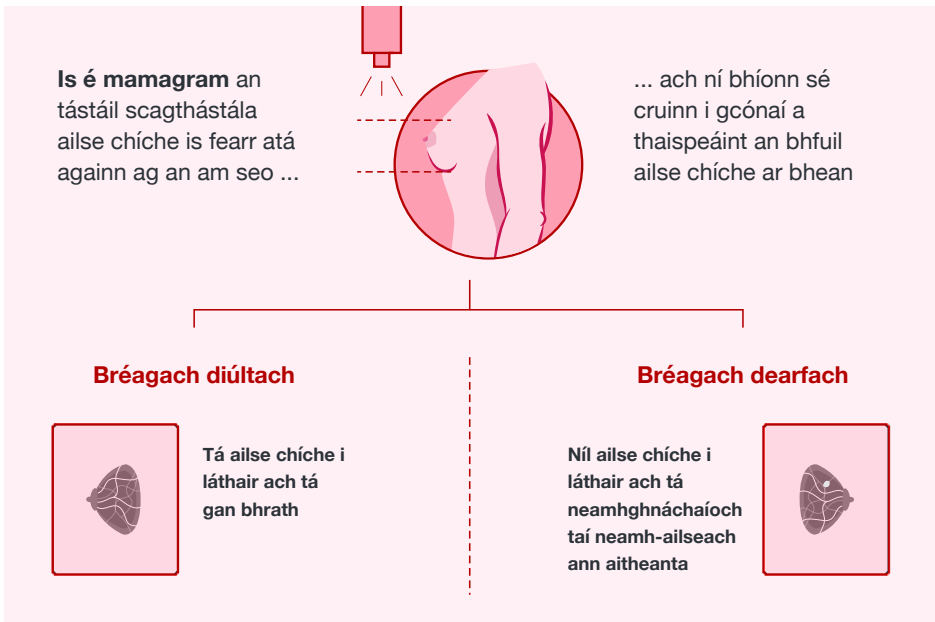 Is é mamagram an
tástáil scagthástála
ailse chíche is fearr atá
againn ag an am seo ...
... ach ní bhíonn sé
cruinn i gcónaí a
thaispeáint an bhfuil
ailse chíche ar bhean
Bréagach diúltach
Tá ailse chíche i
láthair ach tá
gan bhrath
Bréagach dearfach
Níl ailse chíche i
láthair ach tá
neamhghnáchaíoch
taí neamh-ailseach
ann aitheanta